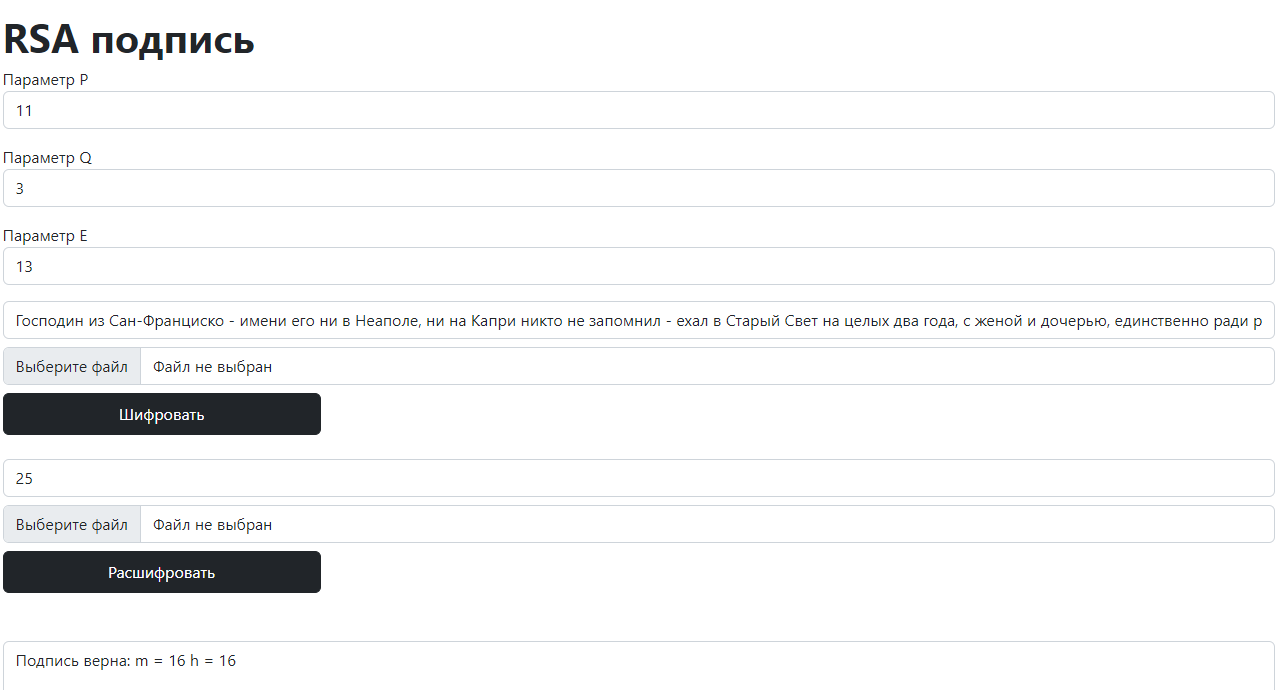 RSA подпись
Параметр P
11
Параметр Q
3
Параметр E
13
Господин из Сан-Франциско - имени его ни в Неаполе, ни на Капри никто не запомнил - ехал в Старый Свет на целых два года, с женой и дочерью, единственно ради р
Выберите файл Файл не выбран
Шифровать
25
Выберите файл Файл не выбран
Расшифровать
Подпись верна: m = 16 h = 16